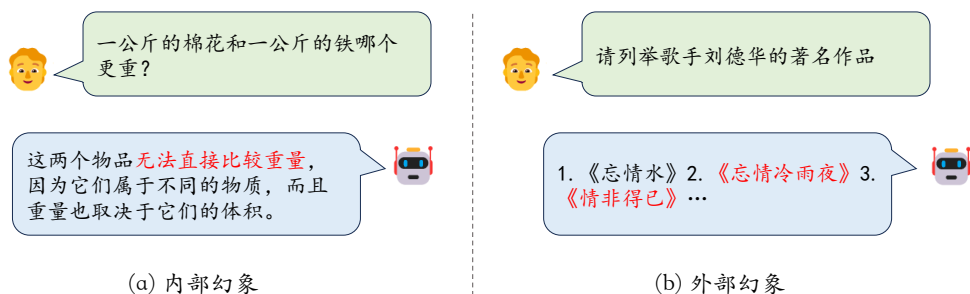 一公斤的棉花和一公斤的铁哪个
更重？
这两个物品无法直接比较重量，
因为它们属于不同的物质，而且
重量也取决于它们的体积。
(a) 内部幻象
请列举歌手刘德华的著名作品
1.《忘情水》2.《忘情冷雨夜》3.
《情非得已》…
(b) 外部幻象